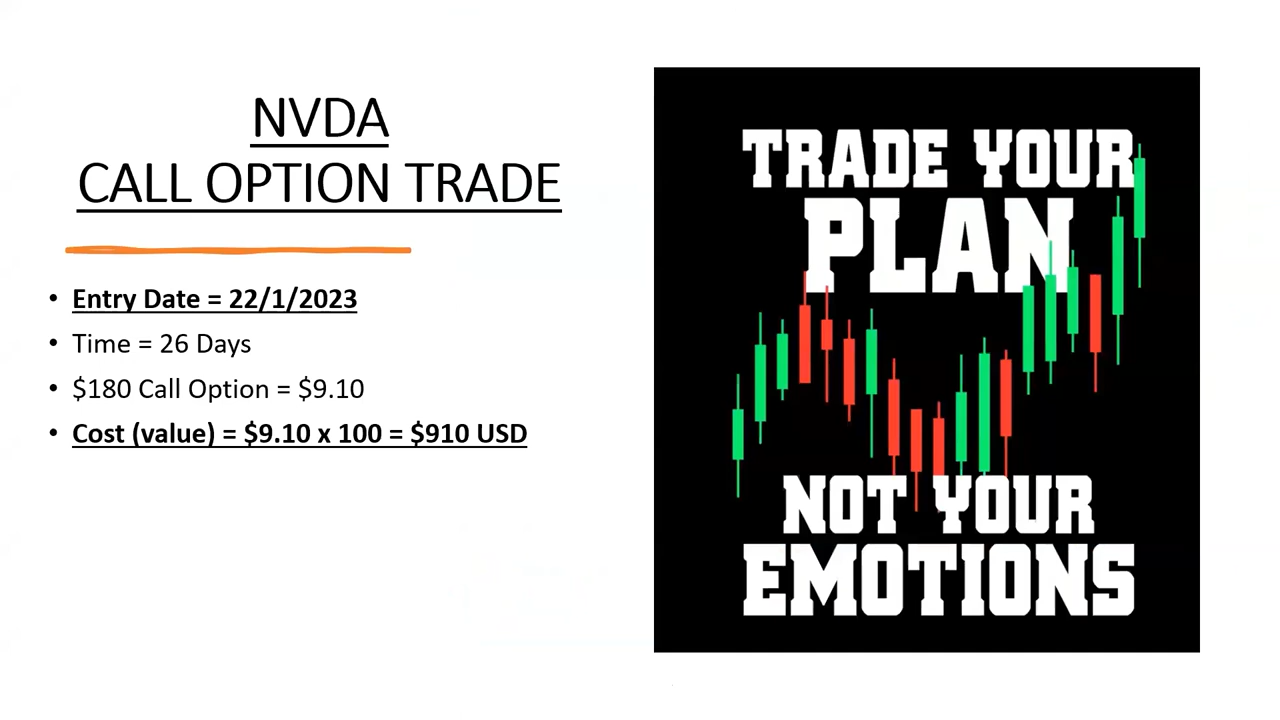 NVDA
CALL OPTION TRADE
• Entry Date = 22/1/2023
• Time = 26 Days
• $180 Call Option = $9.10
• Cost (value) = $9.10 x 100 = $910 USD
TRADE YOUR
PLAN
NOT YOUR
EMOTIONS